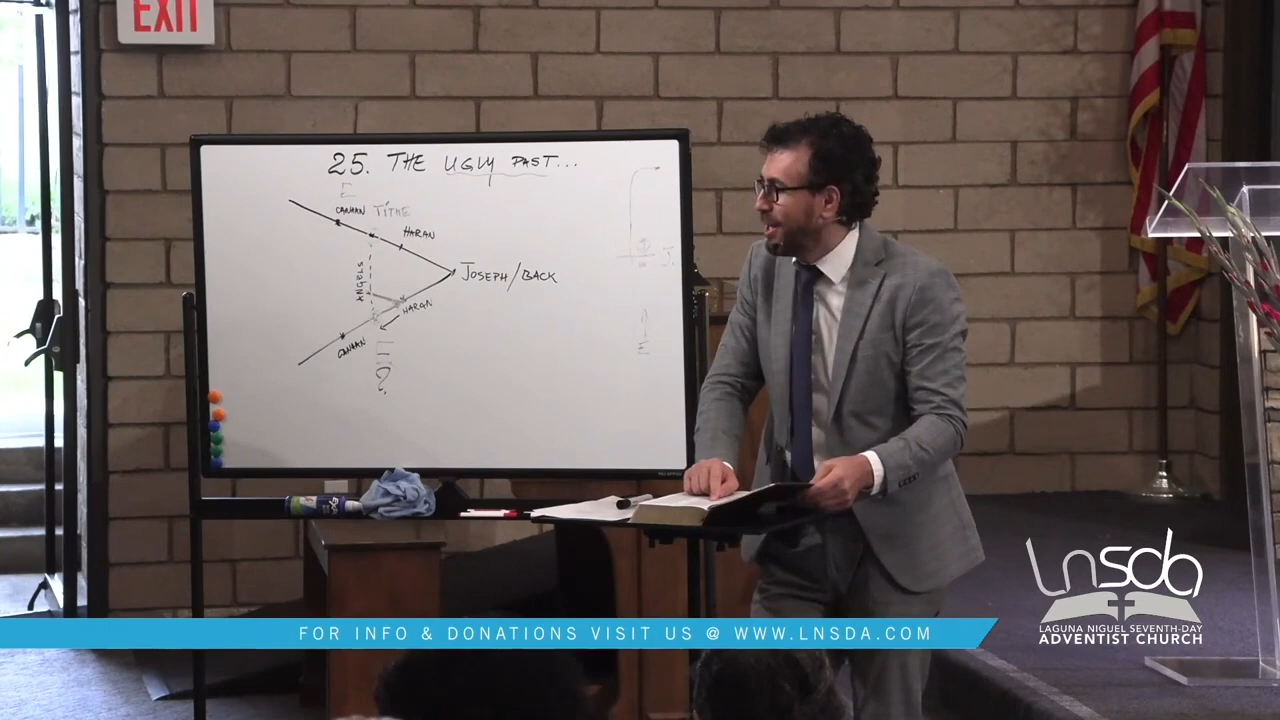 EXIT
25. THE UGLY PAST...
E
CANAAN
TITHE
HARAN
ANGELS
JOSEPH/BACK
HARAN
CANAAN
?
J.
E
lnsda
LAGUNA NIGUEL SEVENTH-DAY
ADVENTIST CHURCH
FOR INFO & DONATIONS VISIT US @ WWW.LNSDA.COM